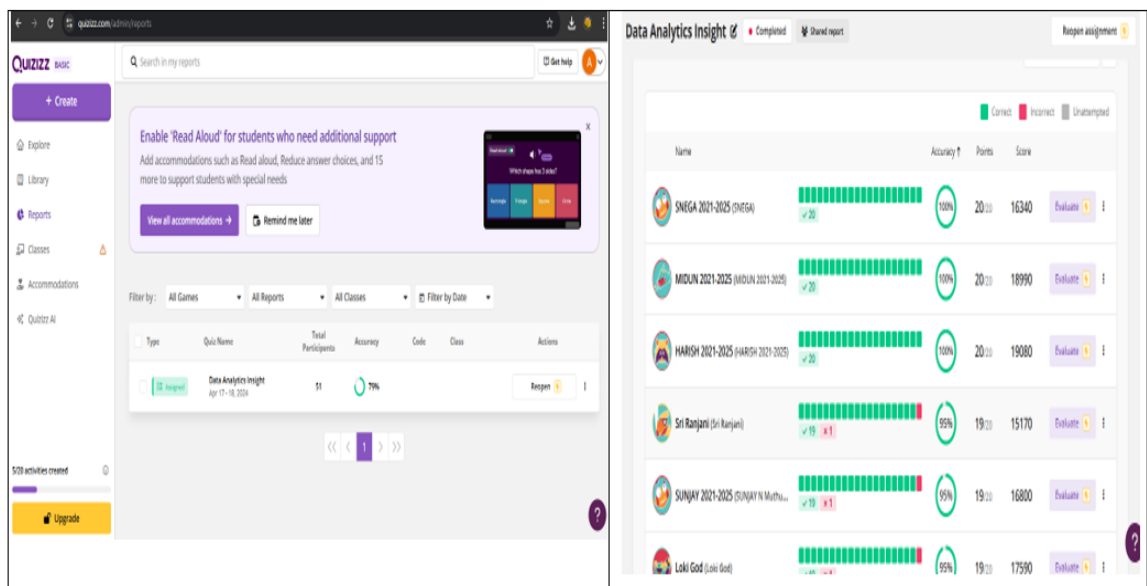 quizizz.com/admin/reports
QUIZIZZ BASIC
Search in my reports
Get help
A
+ Create
Explore
Library
Reports
Classes
Accommodations
Quizizz AI
5/20 activities created
Upgrade
Enable 'Read Aloud' for students who need additional support
x
Add accommodations such as Read aloud, Reduce answer choices, and 15
more to support students with special needs
View all accommodations →
Remind me later
Which shape has 3 sides?
Filter by :
All Games
All Reports
All Classes
Filter by Date
Type
Quiz Name
Total
Participants
Accuracy
Code
Class
Actions
Assigned
Data Analytics Insight
Apr 17 - 18, 2024
51
79%
Reopen
<< < 1 > >>
?
Data Analytics Insight
Completed
Shared report
Reopen assignment
Correct
Incorrect
Unattempted
Name
Accuracy ↑
Points
Score
SNEGA 2021-2025 (SNEGA)
✓ 20
100%
20/20
16340
Evaluate
MIDUN 2021-2025 (MIDUN 2021-2025)
✓ 20
100%
20/20
18990
Evaluate
HARISH 2021-2025 (HARISH 2021-2025)
✓ 20
100%
20/20
19080
Evaluate
Sri Ranjani (Sri Ranjani)
✓ 19 x 1
95%
19/20
15170
Evaluate
SUNJAY 2021-2025 (SUNJAY N Muthu...
✓ 19 x 1
95%
19/20
16800
Evaluate
Loki God (Loki God)
95%
19/20
17590
Evaluate
?